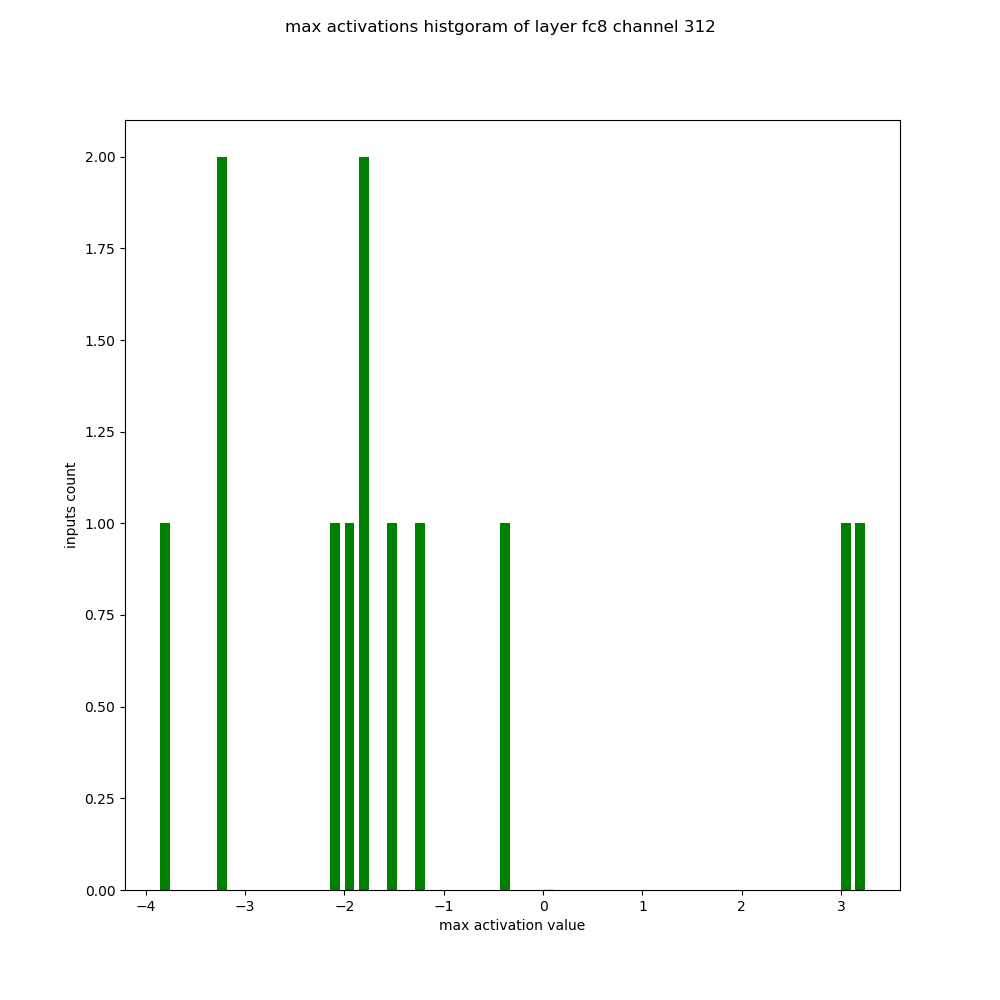 max activations histgoram of layer fc8 channel 312
2.00
1.75
1.50
1.25
1.00
0.75
0.50
0.25
0.00
inputs count
−4 −3 −2 −1 0 1 2 3
max activation value